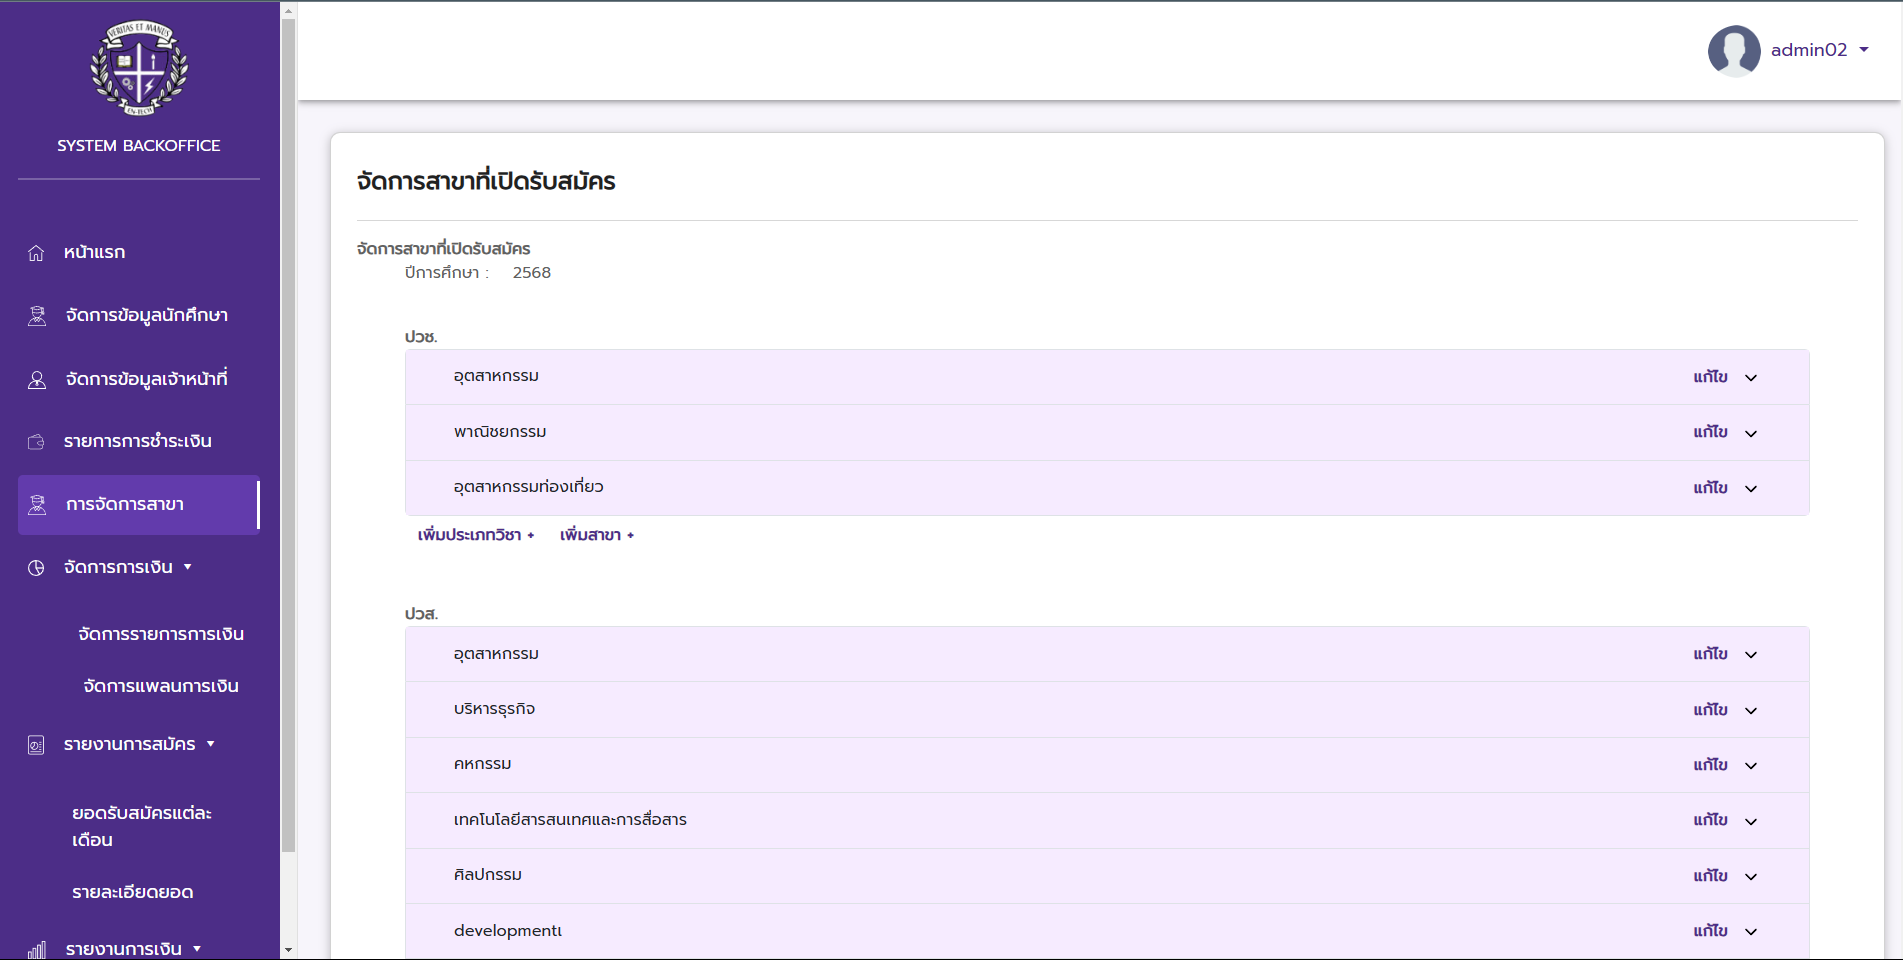 VERITAS ET MANUS
EN-TECH
SYSTEM BACKOFFICE
หน้าแรก
จัดการข้อมูลนักศึกษา
จัดการข้อมูลเจ้าหน้าที่
รายการการชำระเงิน
การจัดการสาขา
จัดการการเงิน
จัดการรายการการเงิน
จัดการแพลนการเงิน
รายงานการสมัคร
ยอดรับสมัครแต่ละ
เดือน
รายละเอียดยอด
รายงานการเงิน
admin02
จัดการสาขาที่เปิดรับสมัคร
จัดการสาขาที่เปิดรับสมัคร
ปีการศึกษา : 2568
ปวช.
อุตสาหกรรม แก้ไข
พาณิชยกรรม แก้ไข
อุตสาหกรรมท่องเที่ยว แก้ไข
เพิ่มประเภทวิชา + เพิ่มสาขา +
ปวส.
อุตสาหกรรม แก้ไข
บริหารธุรกิจ แก้ไข
คหกรรม แก้ไข
เทคโนโลยีสารสนเทศและการสื่อสาร แก้ไข
ศิลปกรรม แก้ไข
developmentเ แก้ไข